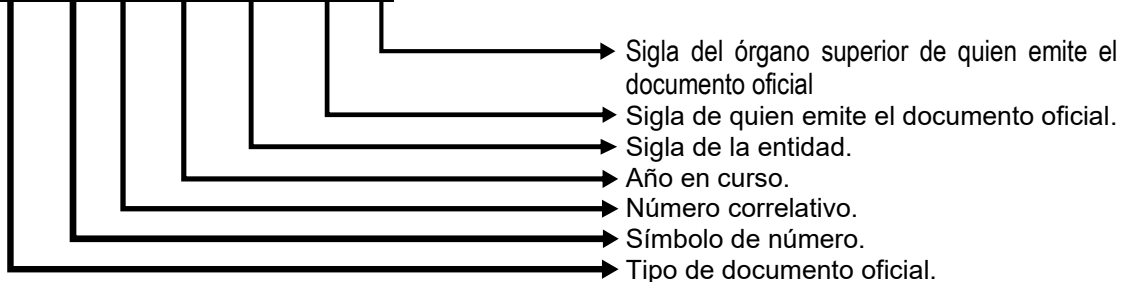 Sigla del órgano superior de quien emite el
documento oficial
Sigla de quien emite el documento oficial.
Sigla de la entidad.
Año en curso.
Número correlativo.
Símbolo de número.
Tipo de documento oficial.